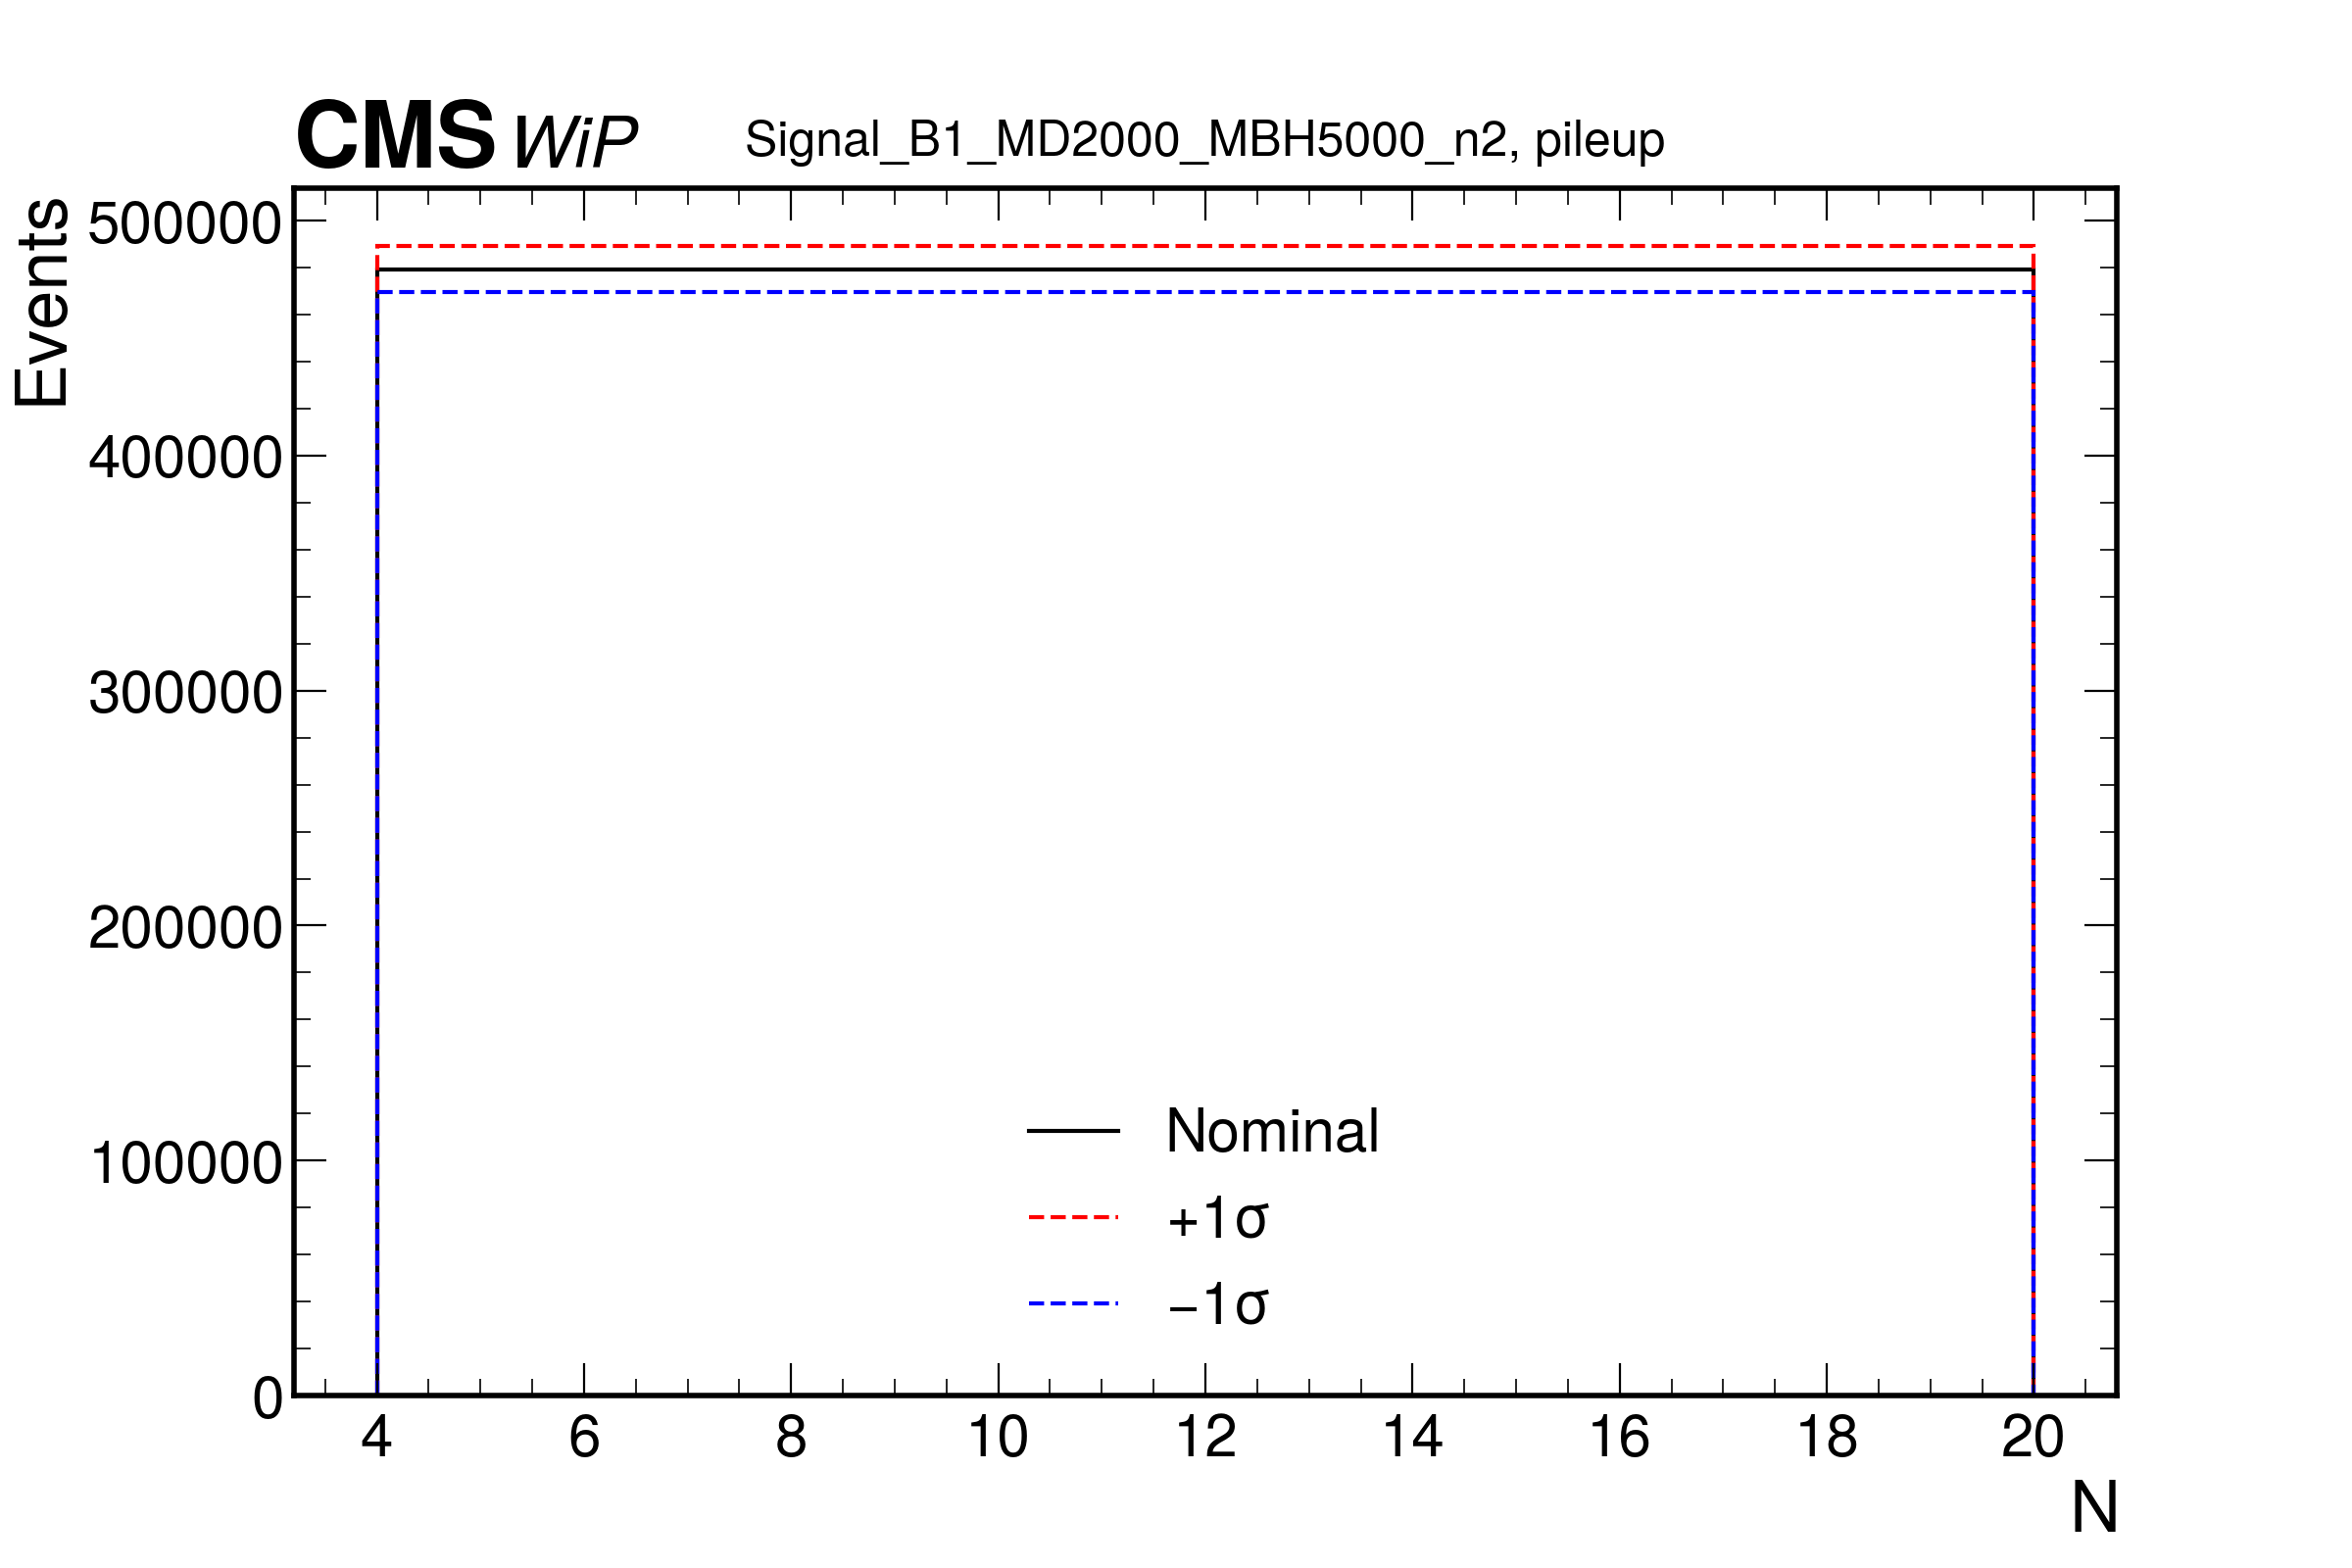 CMS WiP Signal_B1_MD2000_MBH5000_n2, pileup
Events
500000
400000
300000
200000
100000
0
Nominal
+1σ
−1σ
4 6 8 10 12 14 16 18 20
N